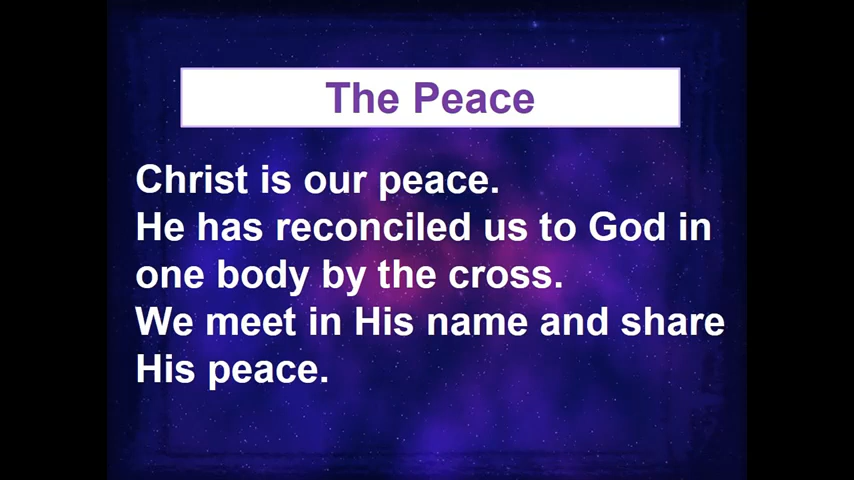 The Peace
Christ is our peace.
He has reconciled us to God in
one body by the cross.
We meet in His name and share
His peace.